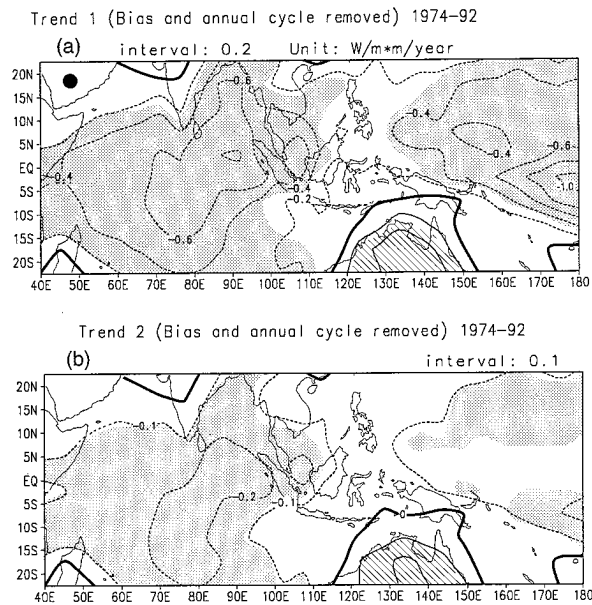 Trend 1 (Bias and annual cycle removed) 1974-92
(a) interval: 0.2 Unit: W/m*m/year
20N
15N
10N
5N
EQ
5S
10S
15S
20S
-0.6
-0.4
-0.6
-0.4
-0.2
-0.4
-0.4
-0.6
-1.0
40E 50E 60E 70E 80E 90E 100E 110E 120E 130E 140E 150E 160E 170E 180
Trend 2 (Bias and annual cycle removed) 1974-92
(b) interval: 0.1
20N
15N
10N
5N
EQ
5S
10S
15S
20S
-0.1
-0.2
-0.1
0
40E 50E 60E 70E 80E 90E 100E 110E 120E 130E 140E 150E 160E 170E 180